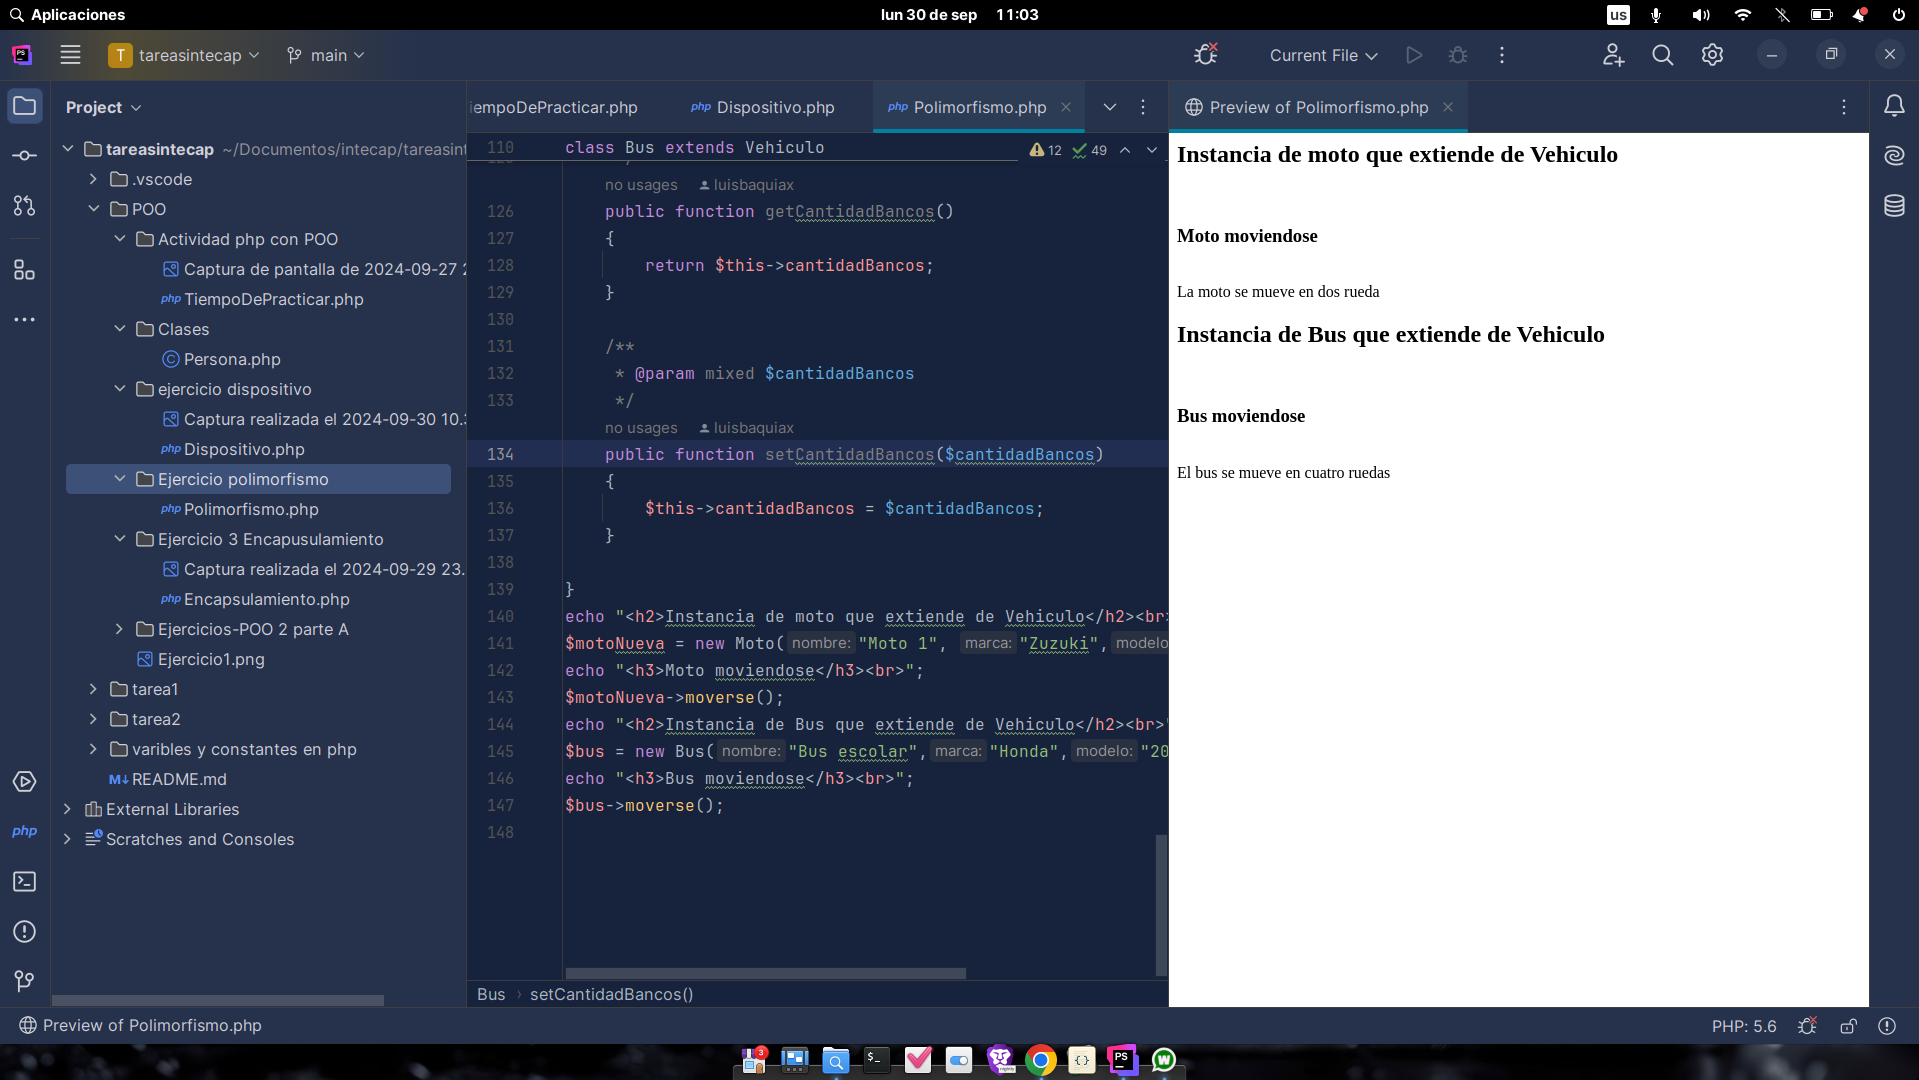 Aplicaciones
lun 30 de sep 11:03
us
PS
T tareasintecap
main
Current File
Project
tareasintecap ~/Documentos/intecap/tareasint
.vscode
POO
Actividad php con POO
Captura de pantalla de 2024-09-27 2
php TiempoDePracticar.php
Clases
C Persona.php
ejercicio dispositivo
Captura realizada el 2024-09-30 10.3
php Dispositivo.php
Ejercicio polimorfismo
php Polimorfismo.php
Ejercicio 3 Encapusulamiento
Captura realizada el 2024-09-29 23.
php Encapsulamiento.php
Ejercicios-POO 2 parte A
Ejercicio1.png
tarea1
tarea2
varibles y constantes en php
M↓ README.md
External Libraries
Scratches and Consoles
php
iempoDePracticar.php
php Dispositivo.php
php Polimorfismo.php
110 class Bus extends Vehiculo
12 49
no usages luisbaquiax
126 public function getCantidadBancos()
127 {
128 return $this->cantidadBancos;
129 }
130
131 /**
132 * @param mixed $cantidadBancos
133 */
no usages luisbaquiax
134 public function setCantidadBancos($cantidadBancos)
135 {
136 $this->cantidadBancos = $cantidadBancos;
137 }
138
139 }
140 echo "<h2>Instancia de moto que extiende de Vehiculo</h2><br>
141 $motoNueva = new Moto( nombre: "Moto 1", marca: "Zuzuki", modelo
142 echo "<h3>Moto moviendose</h3><br>";
143 $motoNueva->moverse();
144 echo "<h2>Instancia de Bus que extiende de Vehiculo</h2><br>"
145 $bus = new Bus( nombre: "Bus escolar", marca: "Honda", modelo: "20
146 echo "<h3>Bus moviendose</h3><br>";
147 $bus->moverse();
148
Bus › setCantidadBancos()
Preview of Polimorfismo.php
Instancia de moto que extiende de Vehiculo
Moto moviendose
La moto se mueve en dos rueda
Instancia de Bus que extiende de Vehiculo
Bus moviendose
El bus se mueve en cuatro ruedas
Preview of Polimorfismo.php
PHP: 5.6
3
$_
{}
PS
W